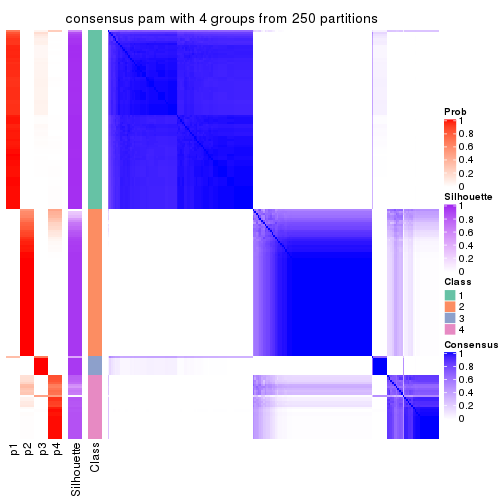 consensus pam with 4 groups from 250 partitions
Prob
1
0.8
0.6
0.4
0.2
0
Silhouette
1
0.8
0.6
0.4
0.2
0
Class
1
2
3
4
Consensus
1
0.8
0.6
0.4
0.2
0
p1
p2
p3
p4
Silhouette
Class